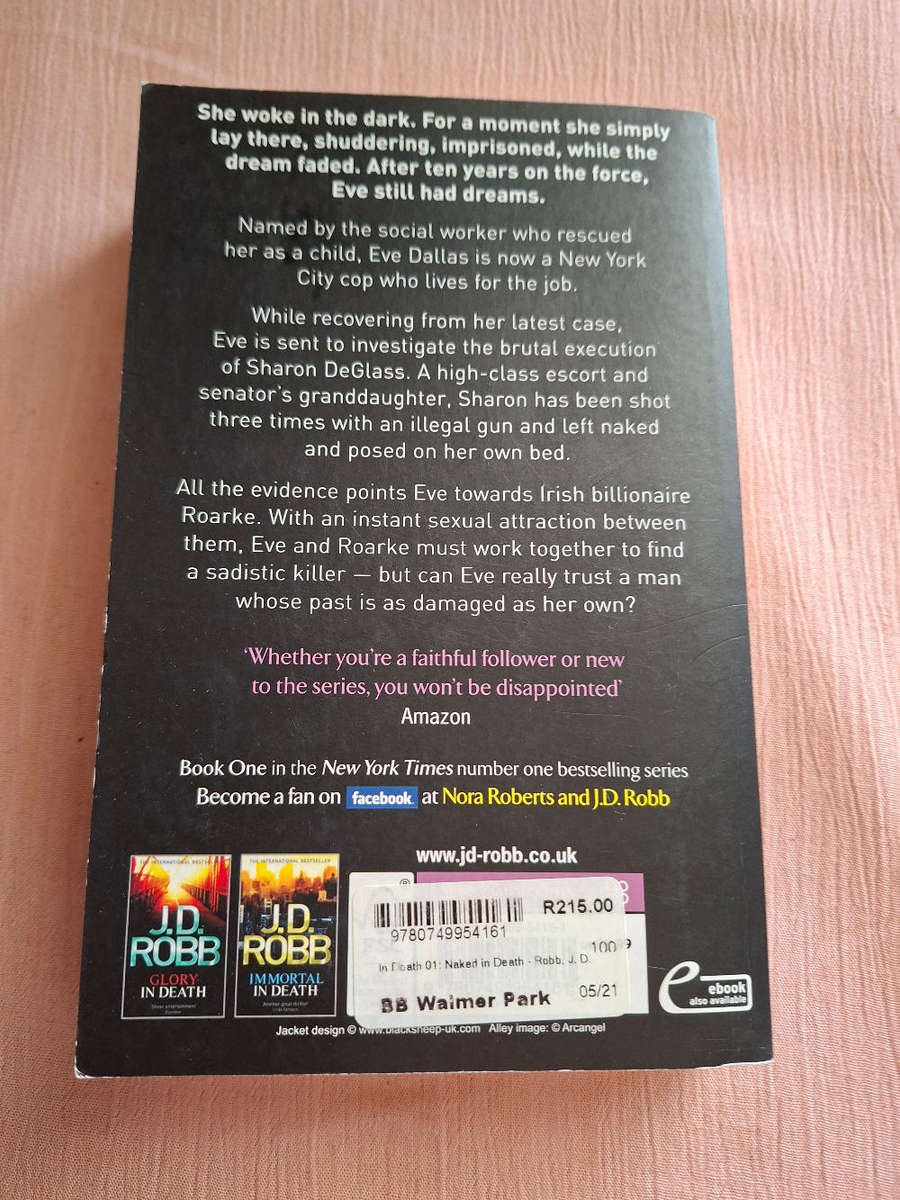 She woke in the dark. For a moment she simply
lay there, shuddering, imprisoned, while the
dream faded. After ten years on the force,
Eve still had dreams.
Named by the social worker who rescued
her as a child, Eve Dallas is now a New York
City cop who lives for the job.
While recovering from her latest case,
Eve is sent to investigate the brutal execution
of Sharon DeGlass. A high-class escort and
senator's granddaughter, Sharon has been shot
three times with an illegal gun and left naked
and posed on her own bed.
All the evidence points Eve towards Irish billionaire
Roarke. With an instant sexual attraction between
them, Eve and Roarke must work together to find
a sadistic killer — but can Eve really trust a man
whose past is as damaged as her own?
'Whether you're a faithful follower or new
to the series, you won't be disappointed'
Amazon
Book One in the New York Times number one bestselling series
Become a fan on facebook at Nora Roberts and J.D. Robb
www.jd-robb.co.uk
THE INTERNATIONAL
J.D.
ROBB
GLORY
IN DEATH
THE INTERNATIONAL BESTSELLER
J.D.
ROBB
IMMORTAL
IN DEATH
®
R215.00
9780749954161
100
In Death 01: Naked in Death - Robb, J. D.
BB Walmer Park
05/21
ebook
also available
Jacket design © www.blacksheep-uk.com Alley image: © Arcangel